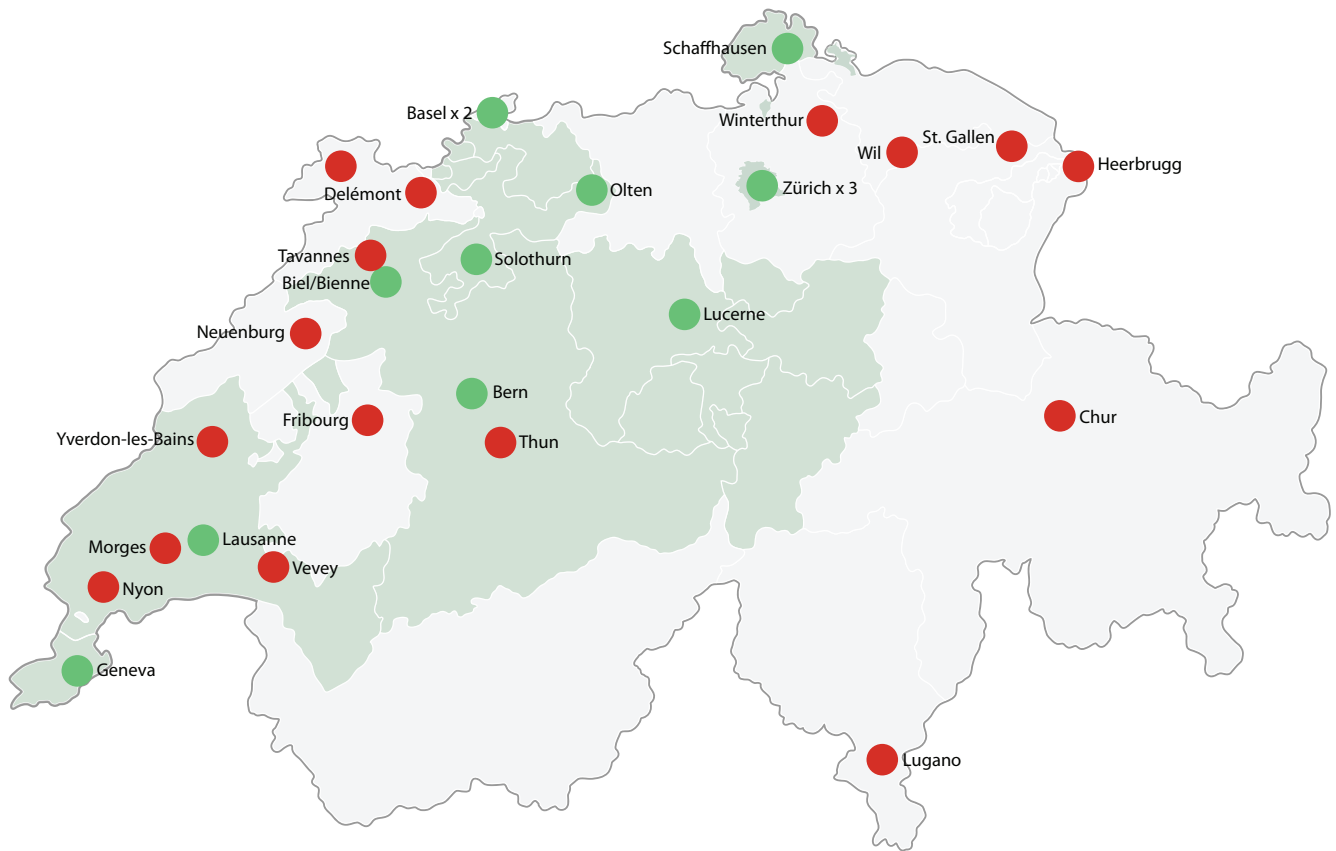 Schaffhausen
Basel x 2
Winterthur
St. Gallen
Wil
Heerbrugg
Delémont
Olten
Zürich x 3
Tavannes
Solothurn
Biel/Bienne
Lucerne
Neuenburg
Bern
Fribourg
Chur
Yverdon-les-Bains
Thun
Lausanne
Morges
Vevey
Nyon
Geneva
Lugano